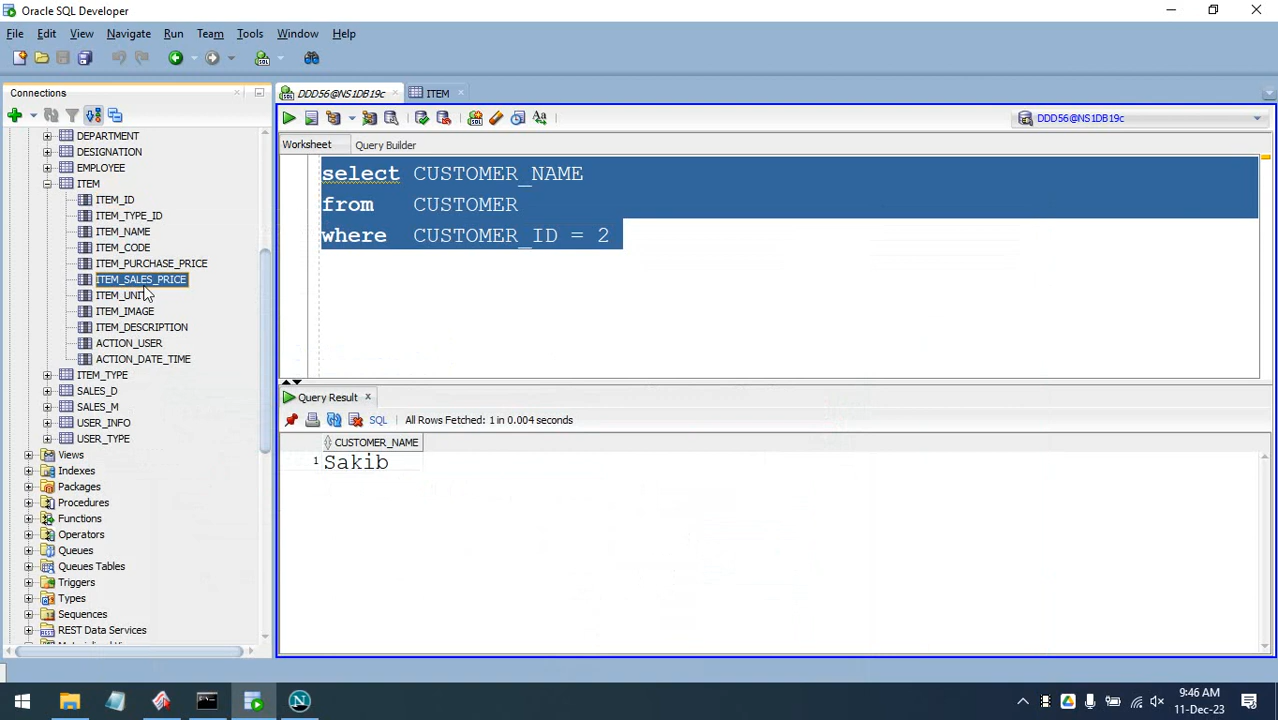 Oracle SQL Developer
File Edit View Navigate Run Team Tools Window Help
Connections
DDD56@NS1DB19c
ITEM
DDD56@NS1DB19c
Worksheet
Query Builder
DEPARTMENT
DESIGNATION
EMPLOYEE
ITEM
ITEM_ID
ITEM_TYPE_ID
ITEM_NAME
ITEM_CODE
ITEM_PURCHASE_PRICE
ITEM_SALES_PRICE
ITEM_UNIT
ITEM_IMAGE
ITEM_DESCRIPTION
ACTION_USER
ACTION_DATE_TIME
ITEM_TYPE
SALES_D
SALES_M
USER_INFO
USER_TYPE
Views
Indexes
Packages
Procedures
Functions
Operators
Queues
Queues Tables
Triggers
Types
Sequences
REST Data Services
select CUSTOMER_NAME
from CUSTOMER
where CUSTOMER_ID = 2
Query Result
SQL
All Rows Fetched: 1 in 0.004 seconds
CUSTOMER_NAME
1 Sakib
9:46 AM
11-Dec-23